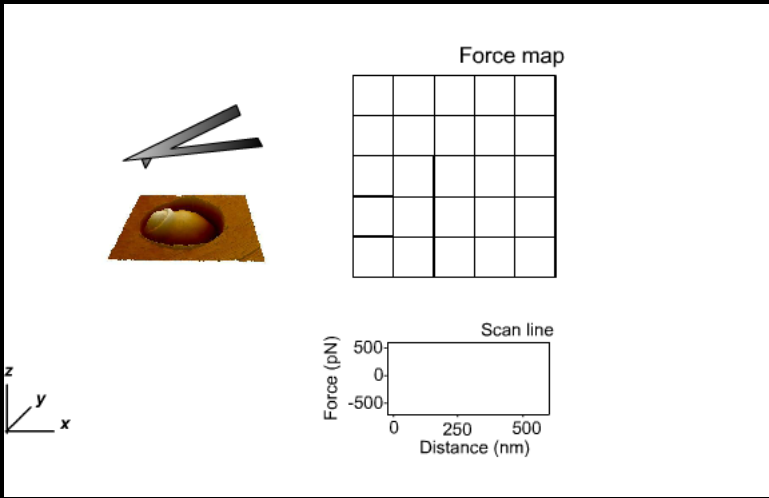 Force map
Scan line
Force (pN)
500
0
-500
0 250 500
Distance (nm)
z
y
x